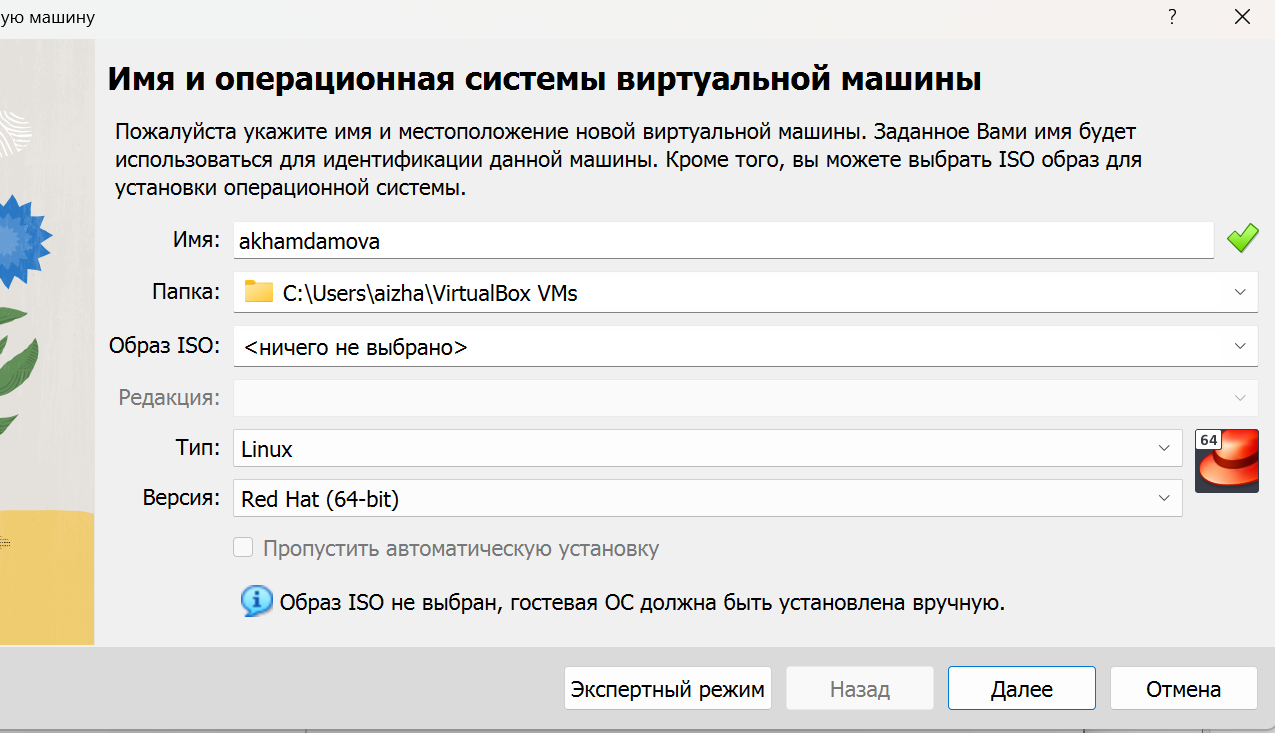 ую машину
?
Имя и операционная системы виртуальной машины
Пожалуйста укажите имя и местоположение новой виртуальной машины. Заданное Вами имя будет
использоваться для идентификации данной машины. Кроме того, вы можете выбрать ISO образ для
установки операционной системы.
Имя: akhamdamova
Папка: C:\Users\aizha\VirtualBox VMs
Образ ISO: <ничего не выбрано>
Редакция:
Тип: Linux
64
Версия: Red Hat (64-bit)
Пропустить автоматическую установку
Образ ISO не выбран, гостевая ОС должна быть установлена вручную.
Экспертный режим Назад Далее Отмена